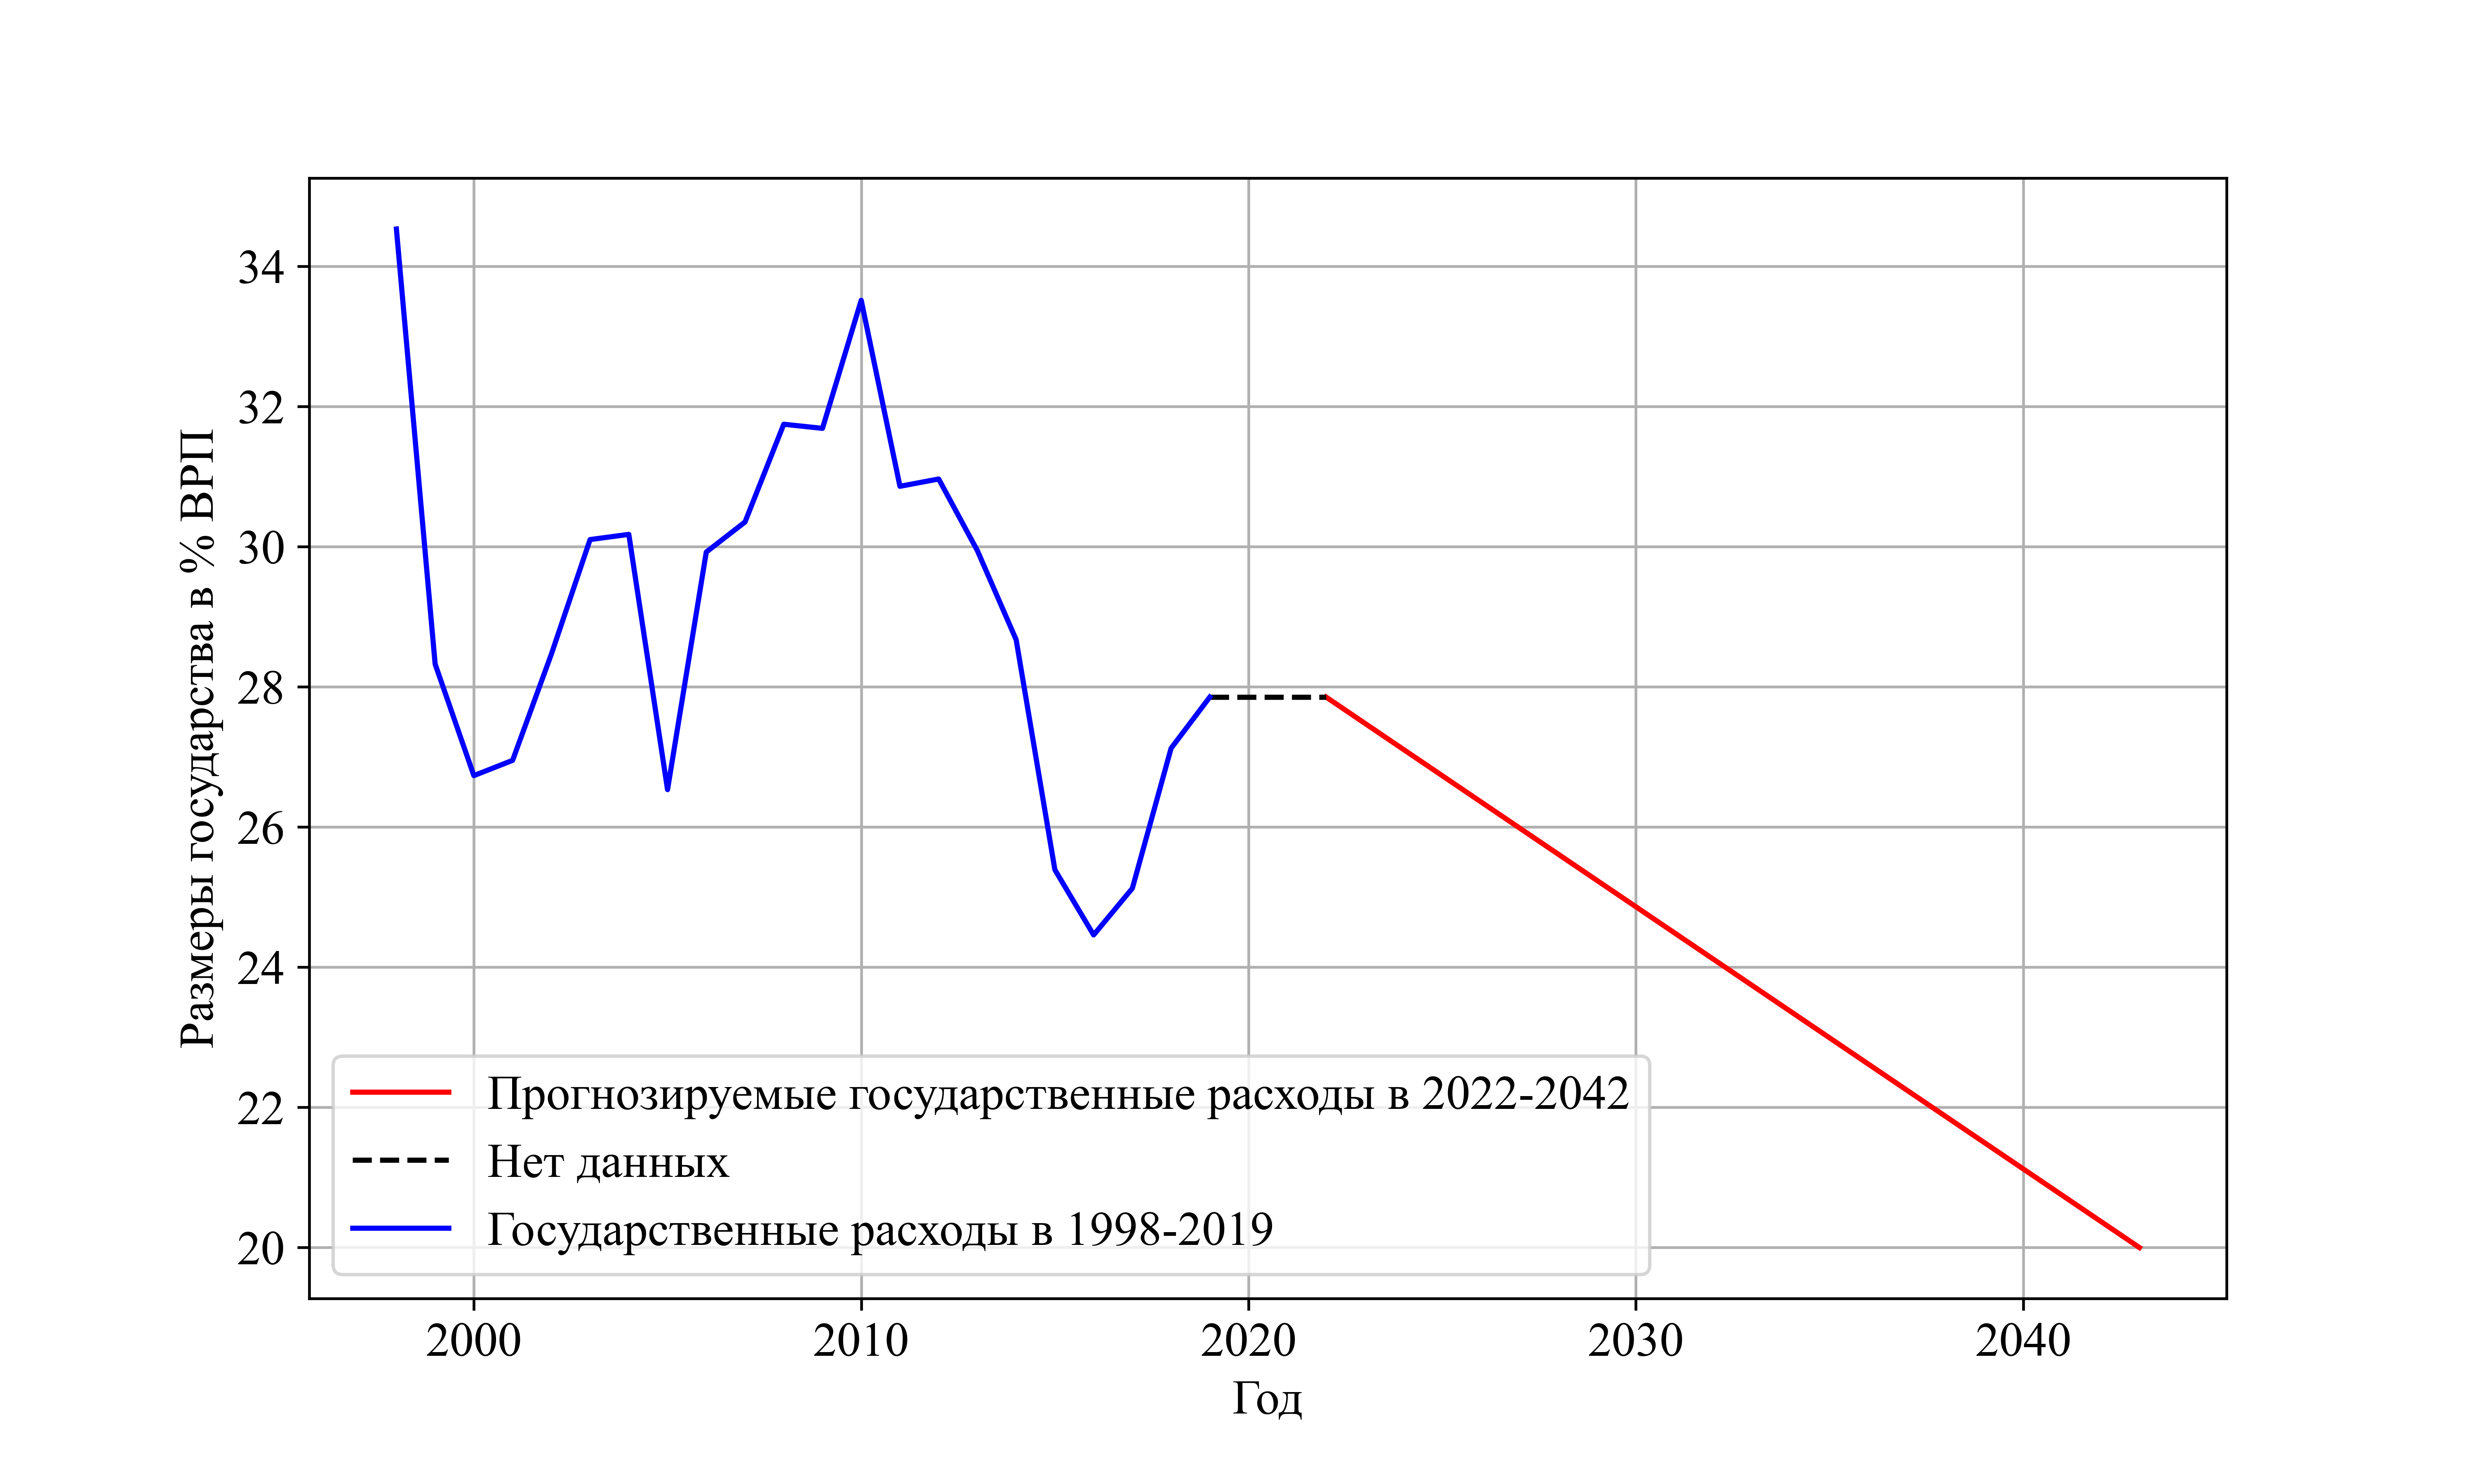 Размеры государства в % ВРП
34
32
30
28
26
24
22
20
Прогнозируемые государственные расходы в 2022-2042
Нет данных
Государственные расходы в 1998-2019
2000 2010 2020 2030 2040
Год